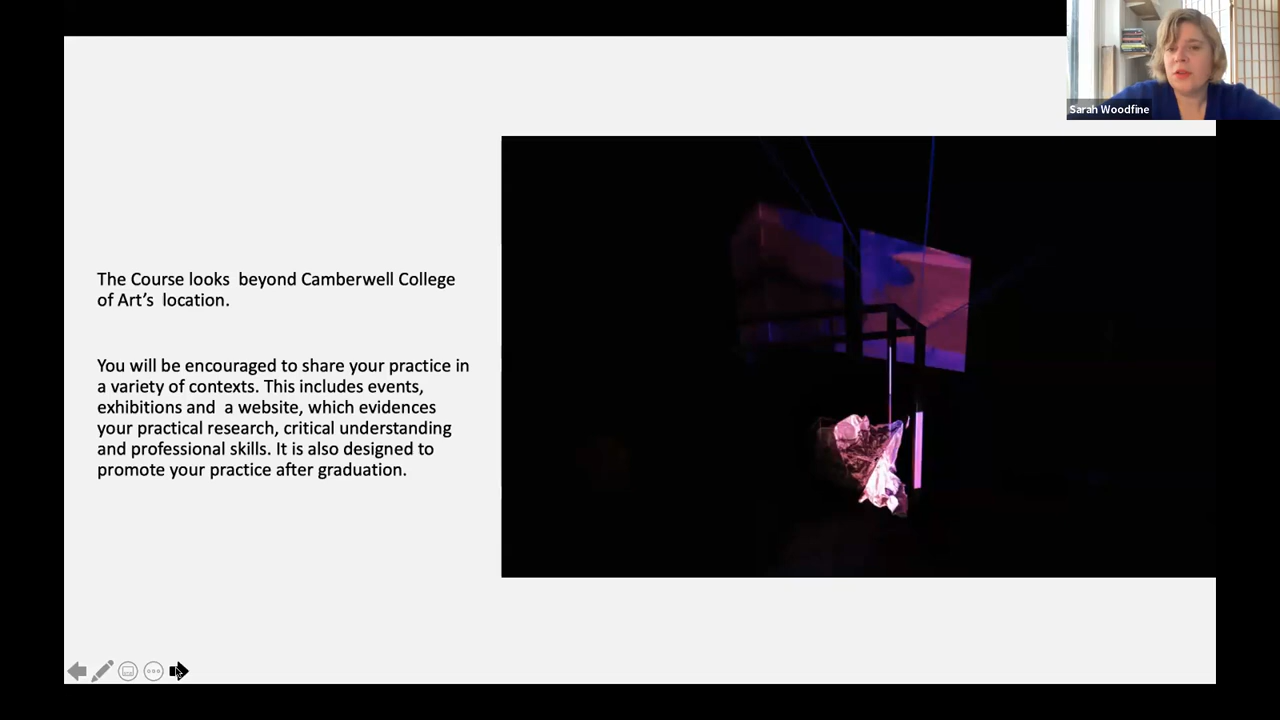 Sarah Woodfine
The Course looks  beyond Camberwell College
of Art’s  location.
You will be encouraged to share your practice in
a variety of contexts. This includes events,
exhibitions and  a website, which evidences
your practical research, critical understanding
and professional skills. It is also designed to
promote your practice after graduation.